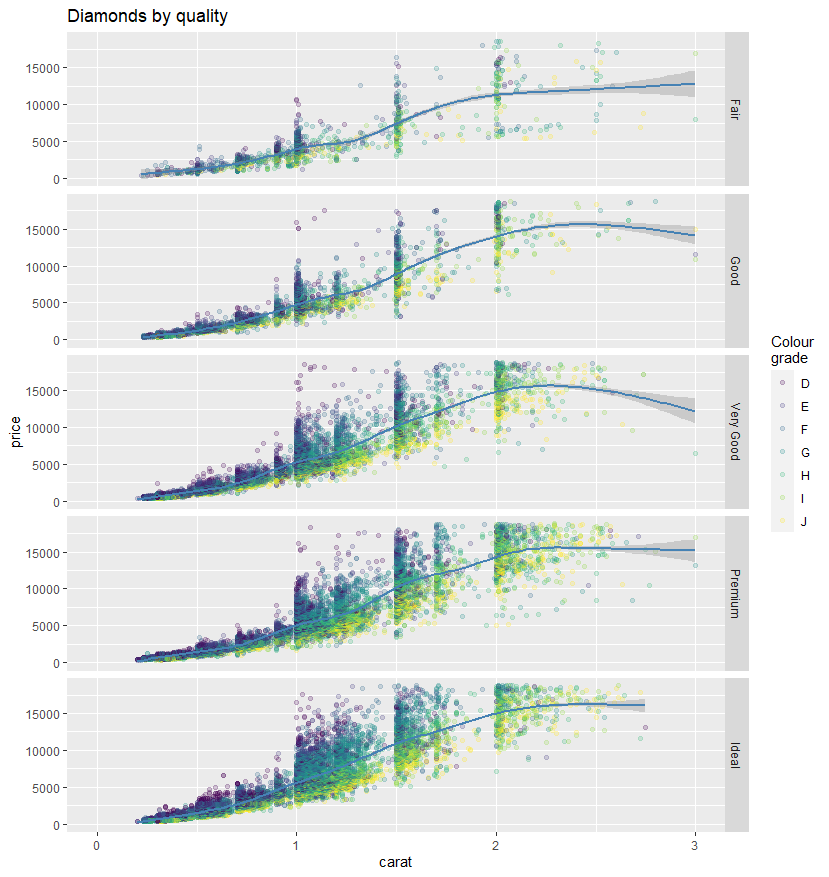 Diamonds by quality
15000
10000
5000
0
Fair
15000
10000
5000
0
Good
15000
10000
5000
0
Very Good
15000
10000
5000
0
Premium
15000
10000
5000
0
Ideal
price
0 1 2 3
carat
Colour
grade
D
E
F
G
H
I
J